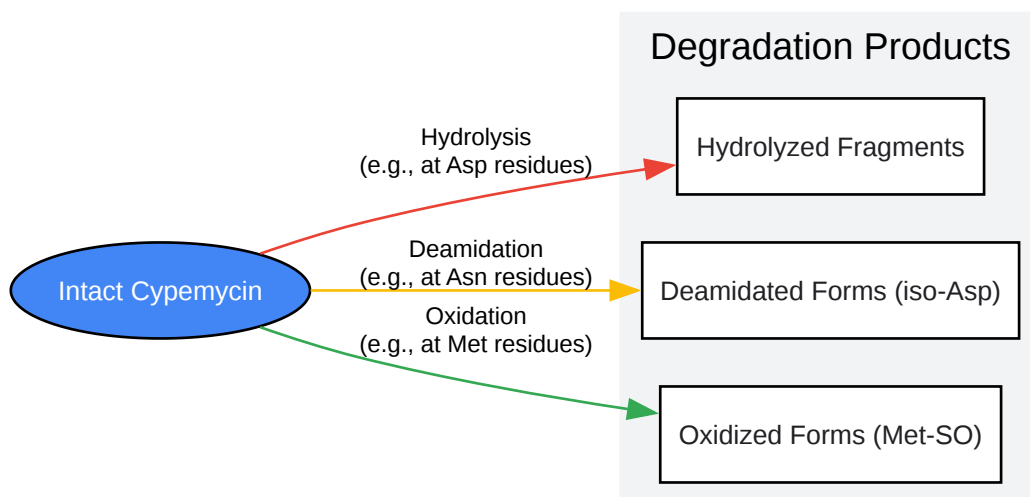 Degradation Products
Hydrolysis
(e.g., at Asp residues)
Hydrolyzed Fragments
Intact Cypemycin
Deamidation
(e.g., at Asn residues)
Deamidated Forms (iso-Asp)
Oxidation
(e.g., at Met residues)
Oxidized Forms (Met-SO)